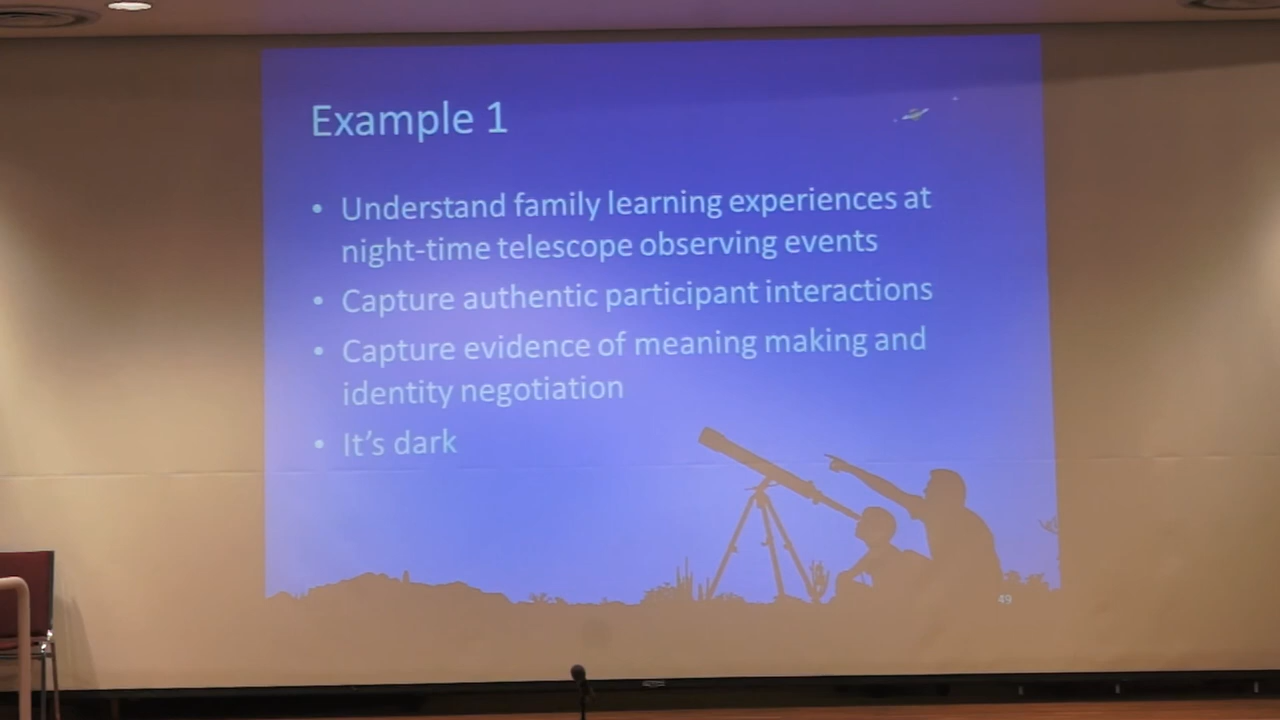 Example 1
• Understand family learning experiences at
night-time telescope observing events
• Capture authentic participant interactions
• Capture evidence of meaning making and
identity negotiation
• It's dark
49